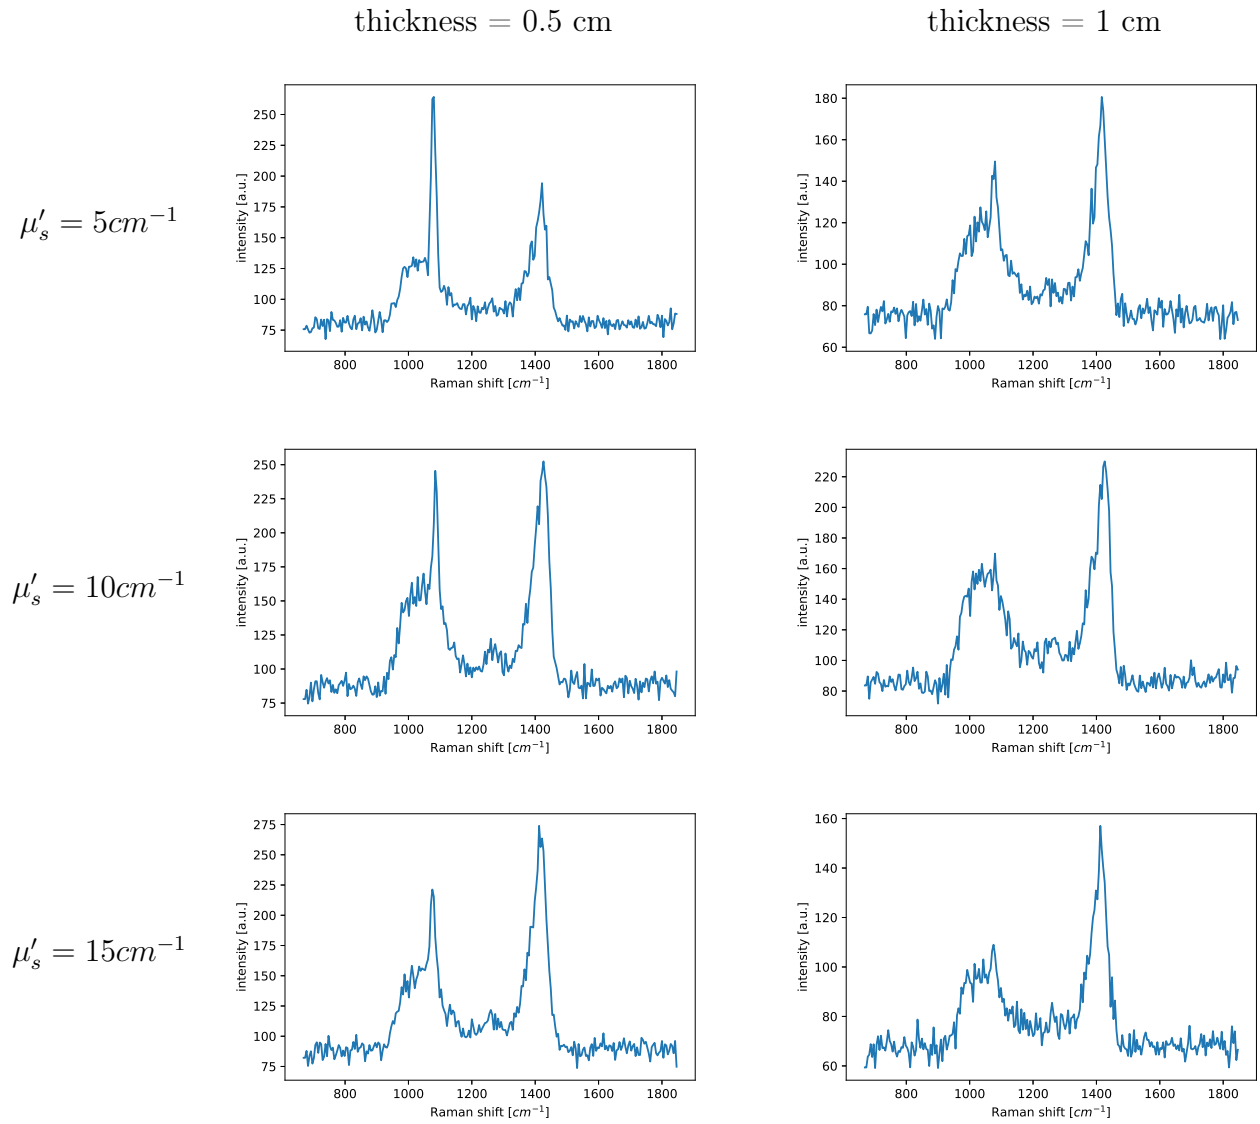 thickness = 0.5 cm
thickness = 1 cm
μ′ₛ = 5cm⁻¹
250
225
200
175
150
125
100
75
intensity [a.u.]
800 1000 1200 1400 1600 1800
Raman shift [cm⁻¹]
180
160
140
120
100
80
60
intensity [a.u.]
800 1000 1200 1400 1600 1800
Raman shift [cm⁻¹]
μ′ₛ = 10cm⁻¹
250
225
200
175
150
125
100
75
intensity [a.u.]
800 1000 1200 1400 1600 1800
Raman shift [cm⁻¹]
220
200
180
160
140
120
100
80
intensity [a.u.]
800 1000 1200 1400 1600 1800
Raman shift [cm⁻¹]
μ′ₛ = 15cm⁻¹
275
250
225
200
175
150
125
100
75
intensity [a.u.]
800 1000 1200 1400 1600 1800
Raman shift [cm⁻¹]
160
140
120
100
80
60
intensity [a.u.]
800 1000 1200 1400 1600 1800
Raman shift [cm⁻¹]